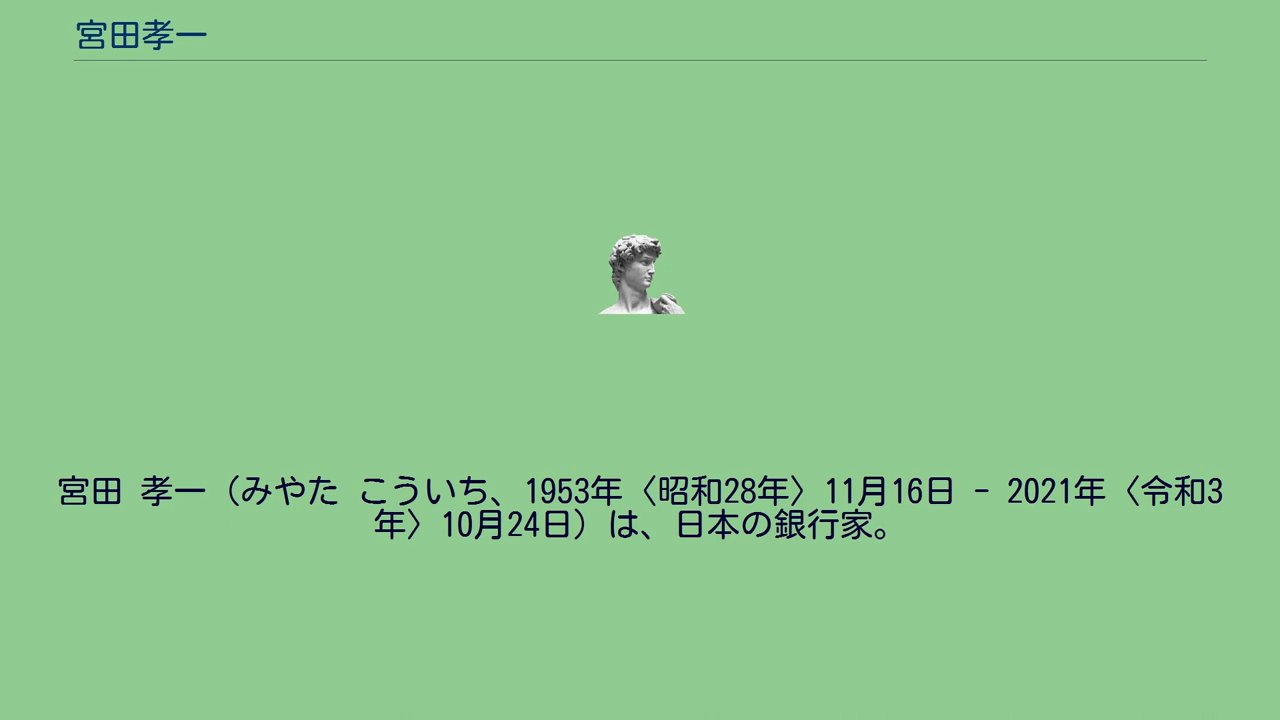 宮田孝一
宮田 孝一（みやた こういち、1953年〈昭和28年〉11月16日 - 2021年〈令和3
年〉10月24日）は、日本の銀行家。